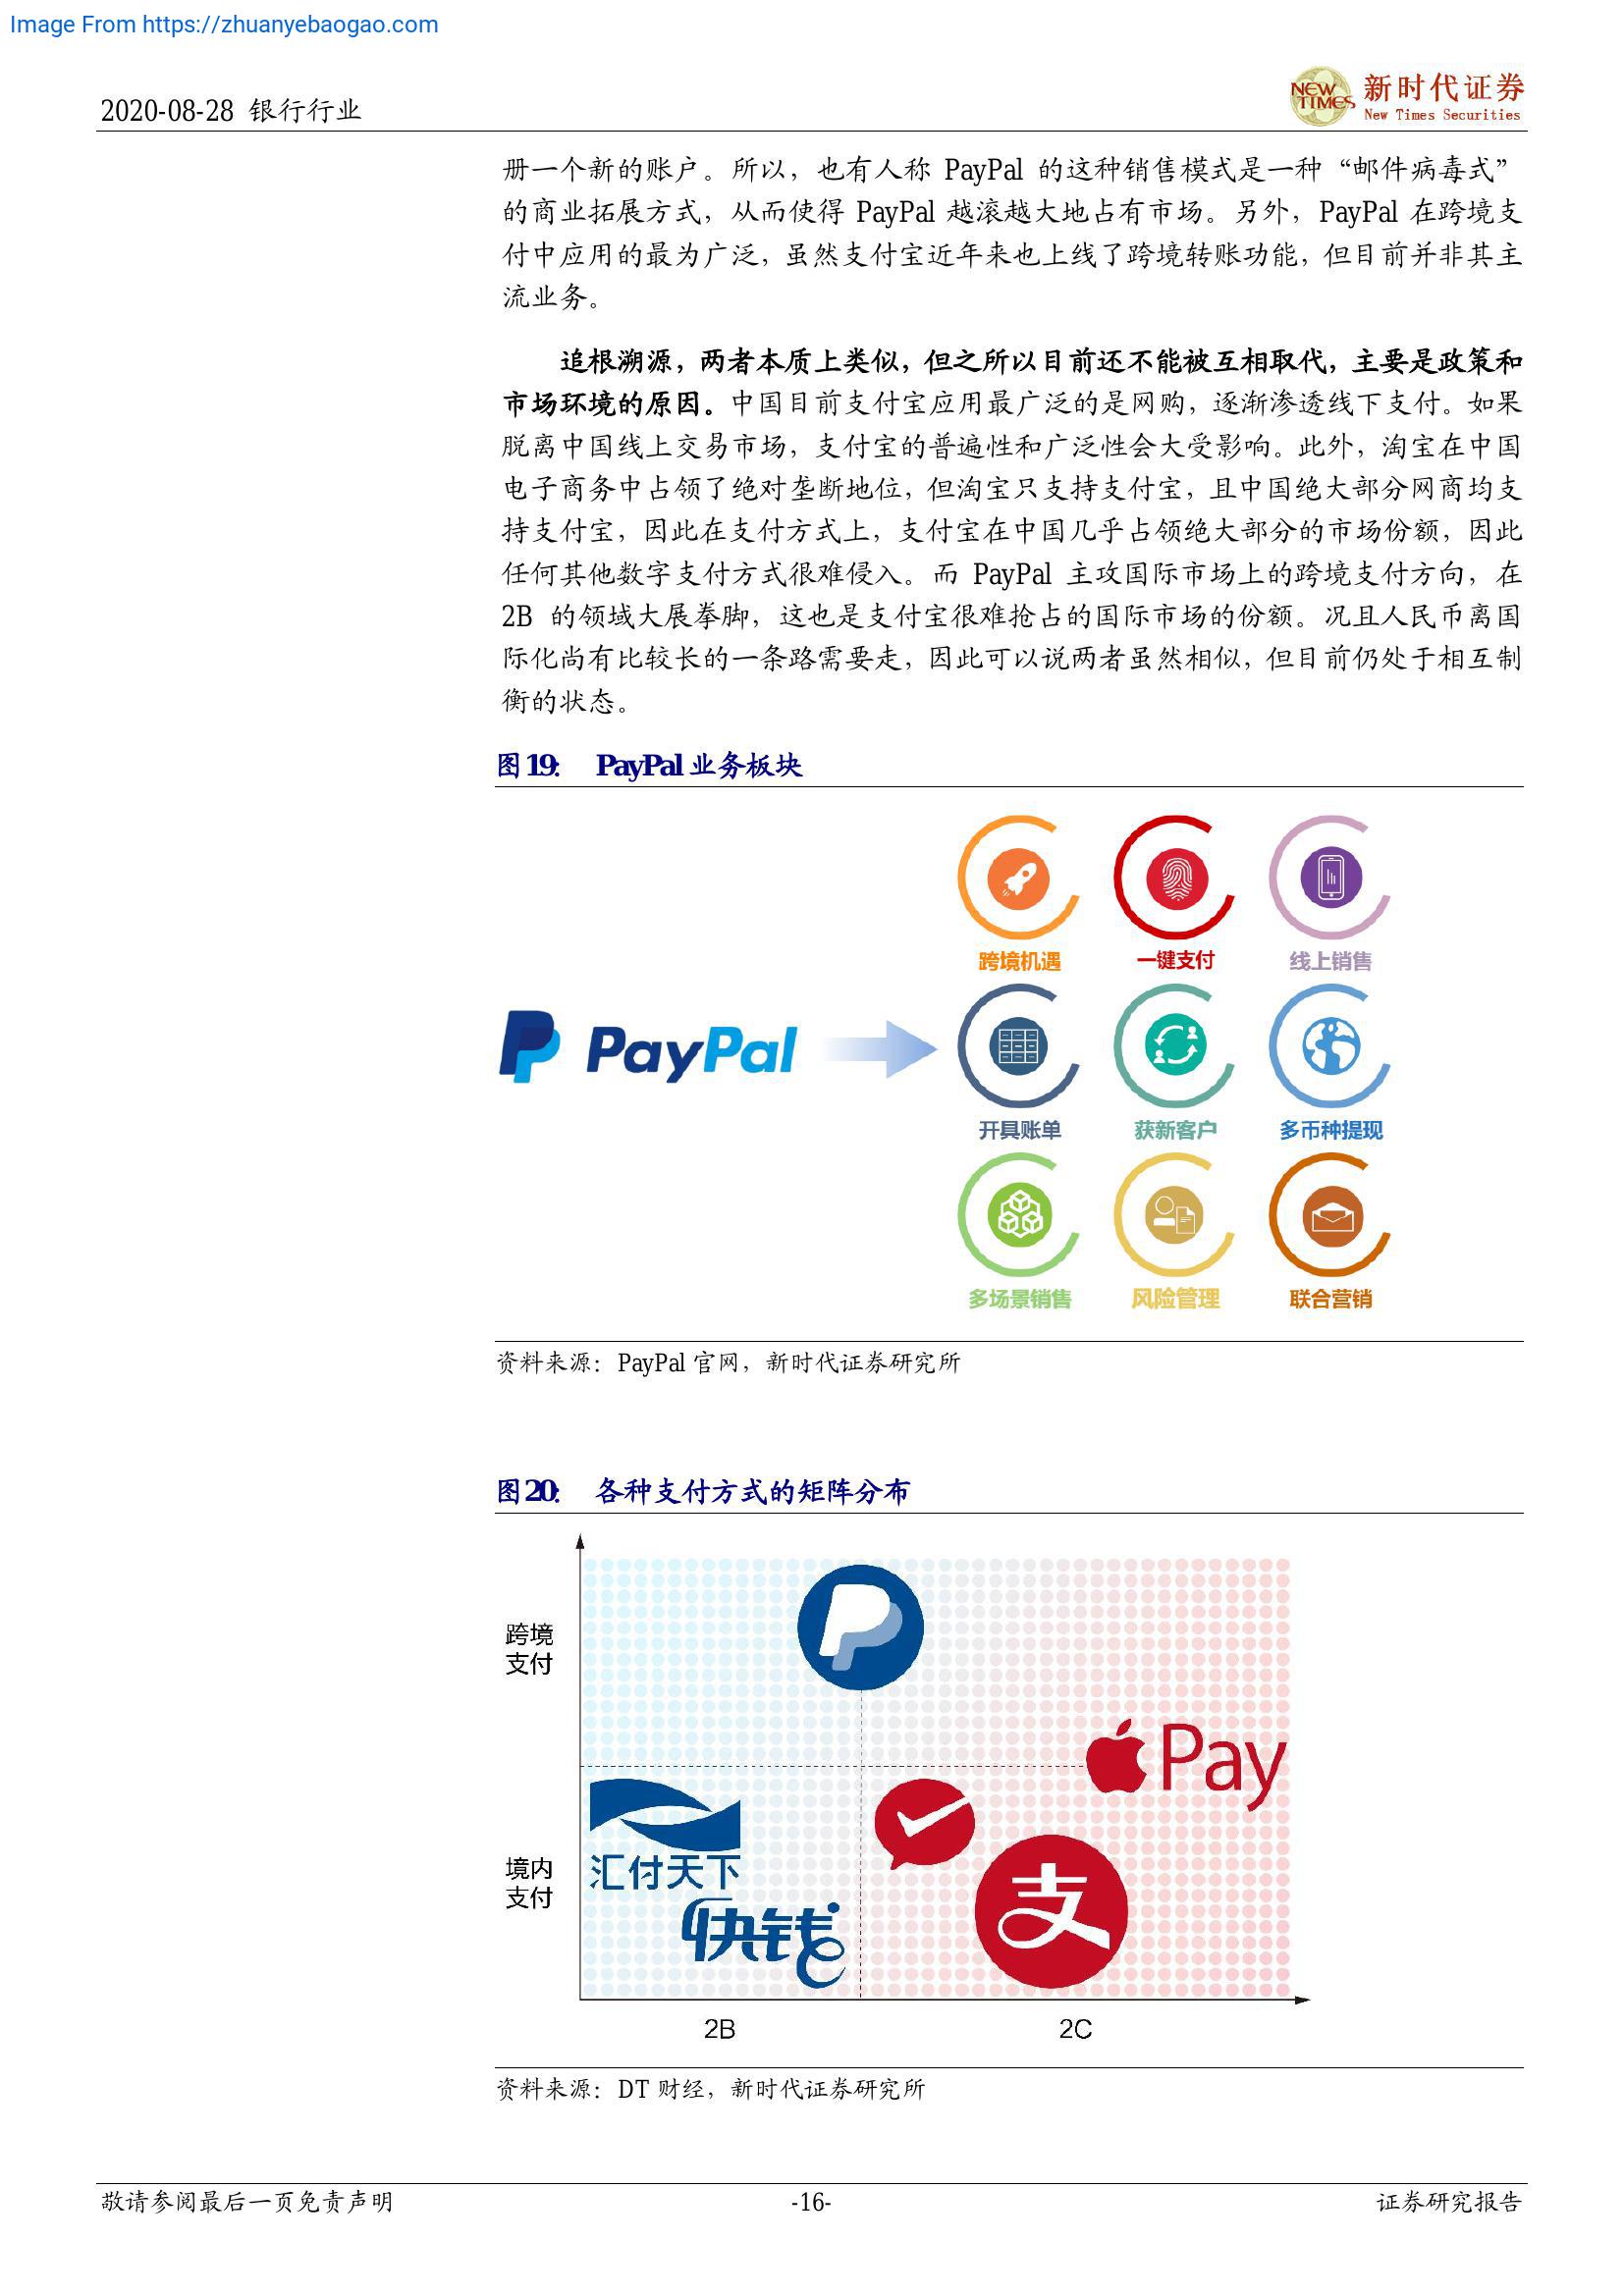 Image From https://zhuanyebaogao.com
2020-08-28 银行行业
NEW TIMES
新时代证券
New Times Securities
册一个新的账户。所以，也有人称 PayPal 的这种销售模式是一种“邮件病毒式”
的商业拓展方式，从而使得 PayPal 越滚越大地占有市场。另外，PayPal 在跨境支
付中应用的最为广泛，虽然支付宝近年来也上线了跨境转账功能，但目前并非其主
流业务。
追根溯源，两者本质上类似，但之所以目前还不能被互相取代，主要是政策和
市场环境的原因。中国目前支付宝应用最广泛的是网购，逐渐渗透线下支付。如果
脱离中国线上交易市场，支付宝的普遍性和广泛性会大受影响。此外，淘宝在中国
电子商务中占领了绝对垄断地位，但淘宝只支持支付宝，且中国绝大部分网商均支
持支付宝，因此在支付方式上，支付宝在中国几乎占领绝大部分的市场份额，因此
任何其他数字支付方式很难侵入。而 PayPal 主攻国际市场上的跨境支付方向，在
2B 的领域大展拳脚，这也是支付宝很难抢占的国际市场的份额。况且人民币离国
际化尚有比较长的一条路需要走，因此可以说两者虽然相似，但目前仍处于相互制
衡的状态。
图19: PayPal 业务板块
跨境机遇 一键支付 线上销售
PayPal
开具账单 获新客户 多币种提现
多场景销售 风险管理 联合营销
资料来源：PayPal 官网，新时代证券研究所
图20: 各种支付方式的矩阵分布
跨境
支付
Pay
汇付天下
境内
支付
快钱
支
2B 2C
资料来源：DT 财经，新时代证券研究所
敬请参阅最后一页免责声明 -16- 证券研究报告